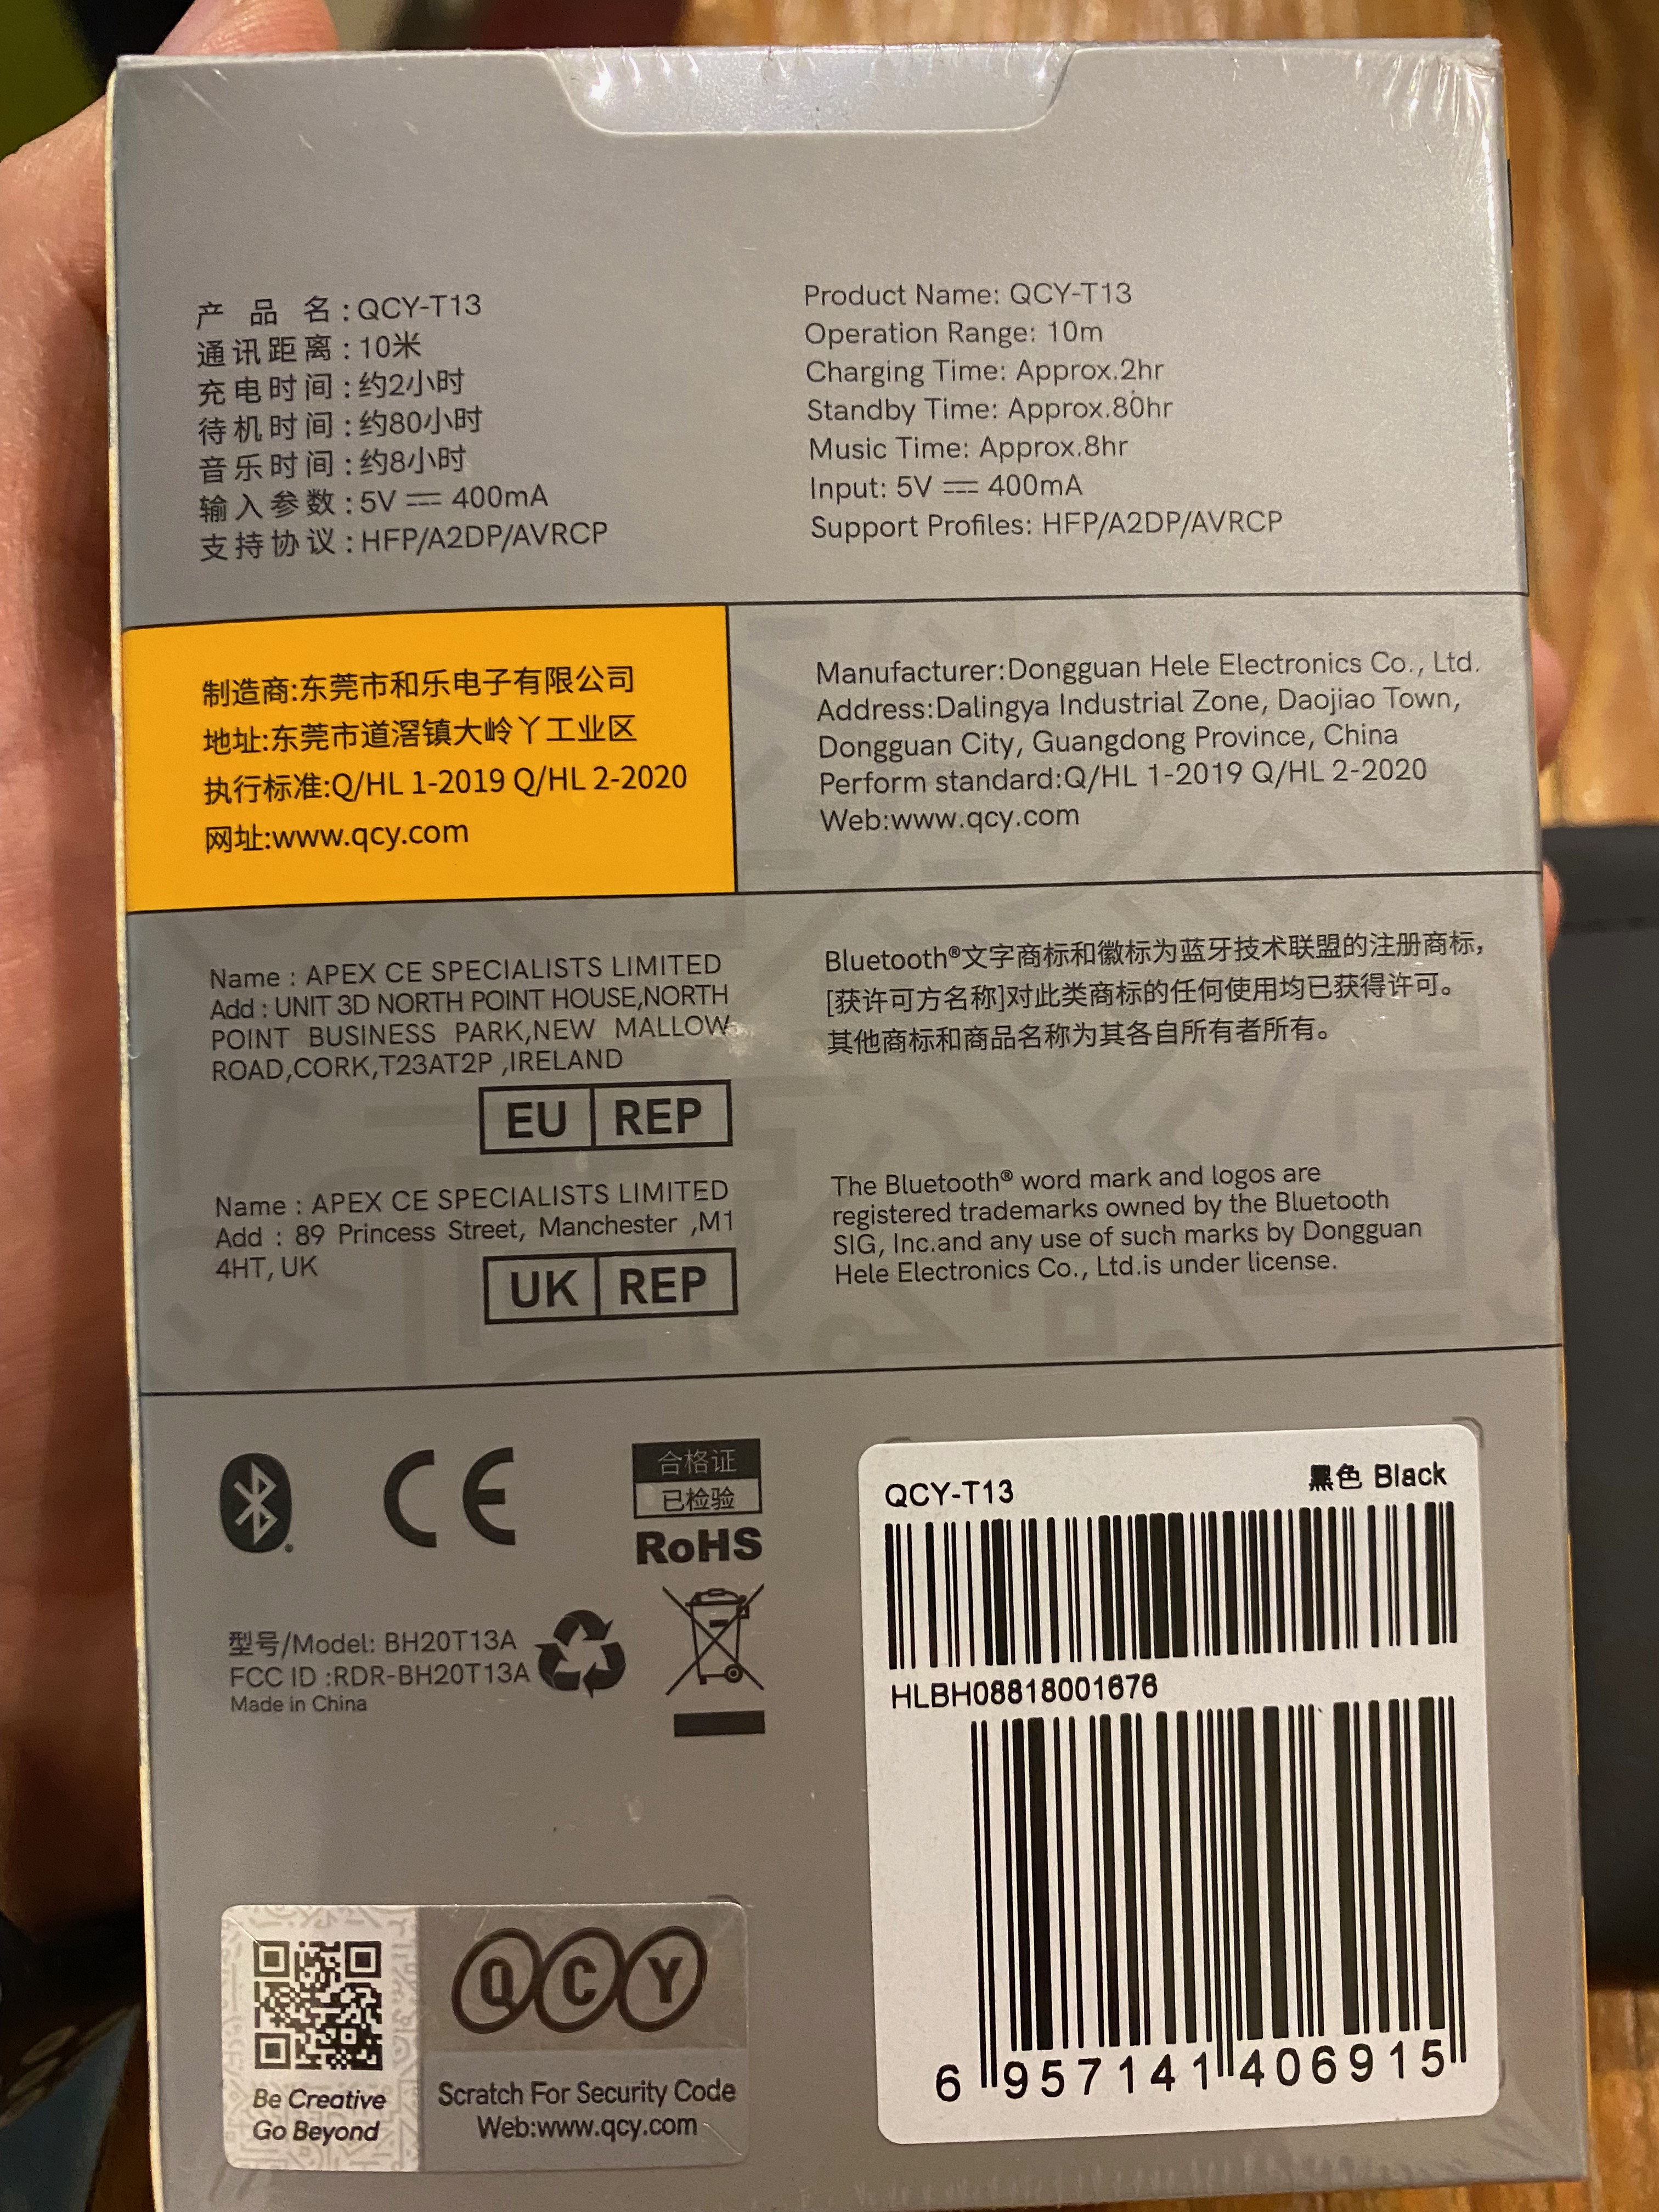 产品名:QCY-T13
通讯距离:10米
充电时间:约2小时
待机时间:约80小时
音乐时间:约8小时
输入参数:5V ⎓ 400mA
支持协议:HFP/A2DP/AVRCP
Product Name: QCY-T13
Operation Range: 10m
Charging Time: Approx.2hr
Standby Time: Approx.80hr
Music Time: Approx.8hr
Input: 5V ⎓ 400mA
Support Profiles: HFP/A2DP/AVRCP
制造商:东莞市和乐电子有限公司
地址:东莞市道滘镇大岭丫工业区
执行标准:Q/HL 1-2019 Q/HL 2-2020
网址:www.qcy.com
Manufacturer:Dongguan Hele Electronics Co., Ltd.
Address:Dalingya Industrial Zone, Daojiao Town,
Dongguan City, Guangdong Province, China
Perform standard:Q/HL 1-2019 Q/HL 2-2020
Web:www.qcy.com
Name : APEX CE SPECIALISTS LIMITED
Add : UNIT 3D NORTH POINT HOUSE,NORTH
POINT BUSINESS PARK,NEW MALLOW
ROAD,CORK,T23AT2P ,IRELAND
EU REP
Name : APEX CE SPECIALISTS LIMITED
Add : 89 Princess Street, Manchester ,M1
4HT, UK
UK REP
Bluetooth®文字商标和徽标为蓝牙技术联盟的注册商标,
[获许可方名称]对此类商标的任何使用均已获得许可。
其他商标和商品名称为其各自所有者所有。
The Bluetooth® word mark and logos are
registered trademarks owned by the Bluetooth
SIG, Inc.and any use of such marks by Dongguan
Hele Electronics Co., Ltd.is under license.
CE
合格证
已检验
RoHS
型号/Model: BH20T13A
FCC ID :RDR-BH20T13A
Made in China
QCY-T13 黑色 Black
HLBH08818001676
6 957141 406915
QCY
Be Creative
Go Beyond
Scratch For Security Code
Web:www.qcy.com